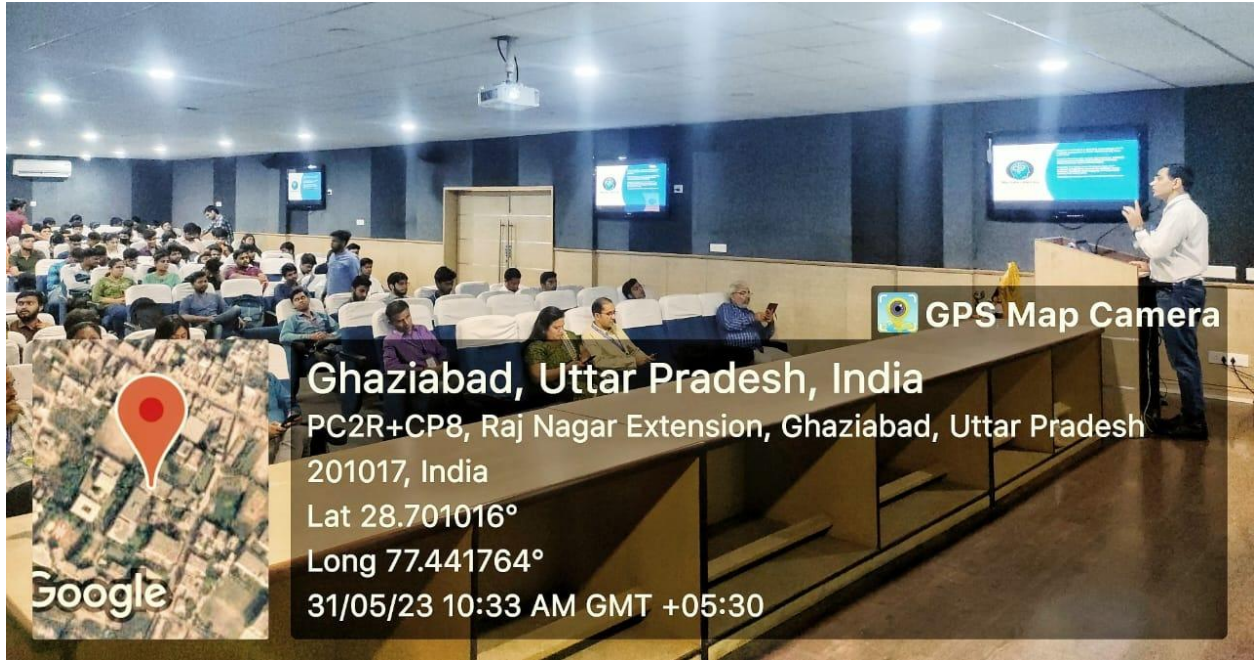 GPS Map Camera
Ghaziabad, Uttar Pradesh, India
PC2R+CP8, Raj Nagar Extension, Ghaziabad, Uttar Pradesh
201017, India
Lat 28.701016°
Long 77.441764°
31/05/23 10:33 AM GMT +05:30
Google